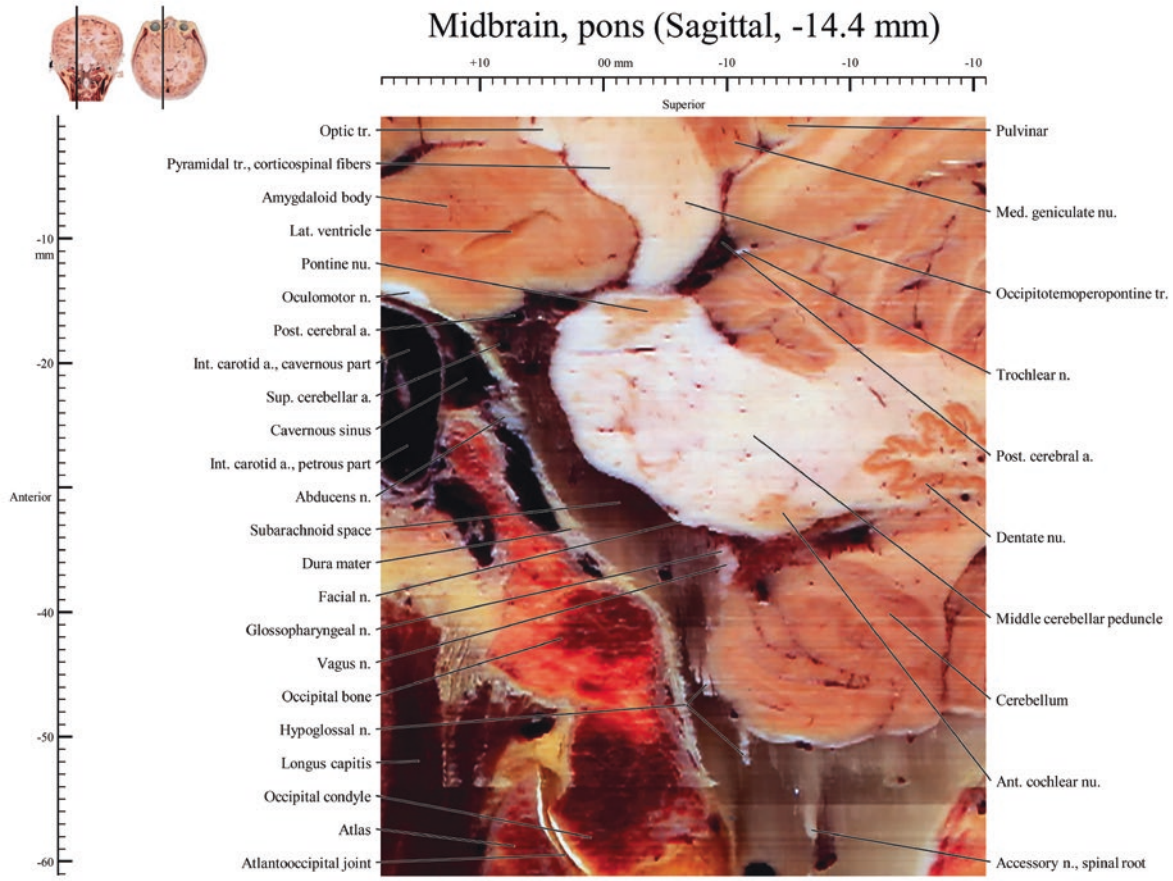 Midbrain, pons (Sagittal, -14.4 mm)
+10 00 mm -10 -10 -10
Superior
Optic tr.
Pyramidal tr., corticospinal fibers
Amygdaloid body
Lat. ventricle
Pontine nu.
Oculomotor n.
Post. cerebral a.
Int. carotid a., cavernous part
Sup. cerebellar a.
Cavernous sinus
Int. carotid a., petrous part
Abducens n.
Subarachnoid space
Dura mater
Facial n.
Glossopharyngeal n.
Vagus n.
Occipital bone
Hypoglossal n.
Longus capitis
Occipital condyle
Atlas
Atlantooccipital joint
-10
mm
-20
Anterior
-40
-50
-60
Pulvinar
Med. geniculate nu.
Occipitotemoperopontine tr.
Trochlear n.
Post. cerebral a.
Dentate nu.
Middle cerebellar peduncle
Cerebellum
Ant. cochlear nu.
Accessory n., spinal root